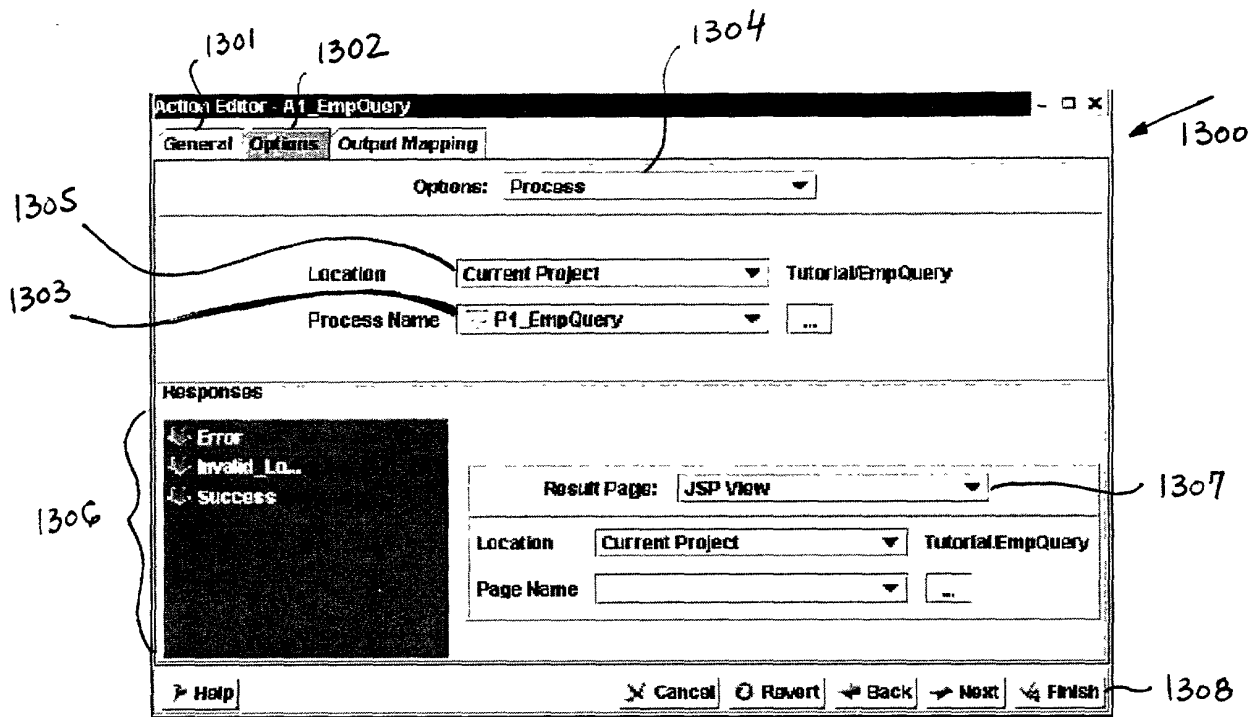 1301
1302
1304
Action Editor - A1_EmpQuery
1300
General Options Output Mapping
Options: Process
1305
Location Current Project Tutorial/EmpQuery
1303
Process Name P1_EmpQuery ...
Responses
Error
Invalid_Lo...
Success
1306
Result Page: JSP View
1307
Location Current Project Tutorial.EmpQuery
Page Name ...
Help Cancel Revert Back Next Finish
1308